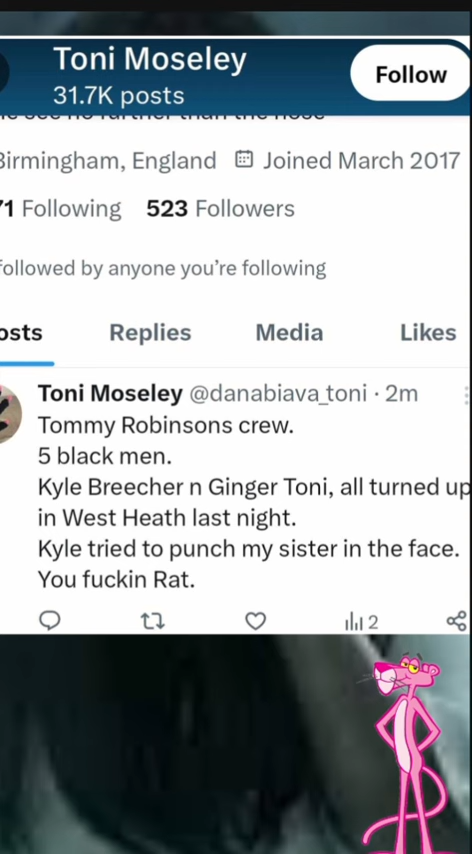 Toni Moseley
31.7K posts
Follow
Birmingham, England Joined March 2017
71 Following 523 Followers
followed by anyone you're following
osts Replies Media Likes
Toni Moseley @danabiava_toni · 2m
Tommy Robinsons crew.
5 black men.
Kyle Breecher n Ginger Toni, all turned up
in West Heath last night.
Kyle tried to punch my sister in the face.
You fuckin Rat.
2